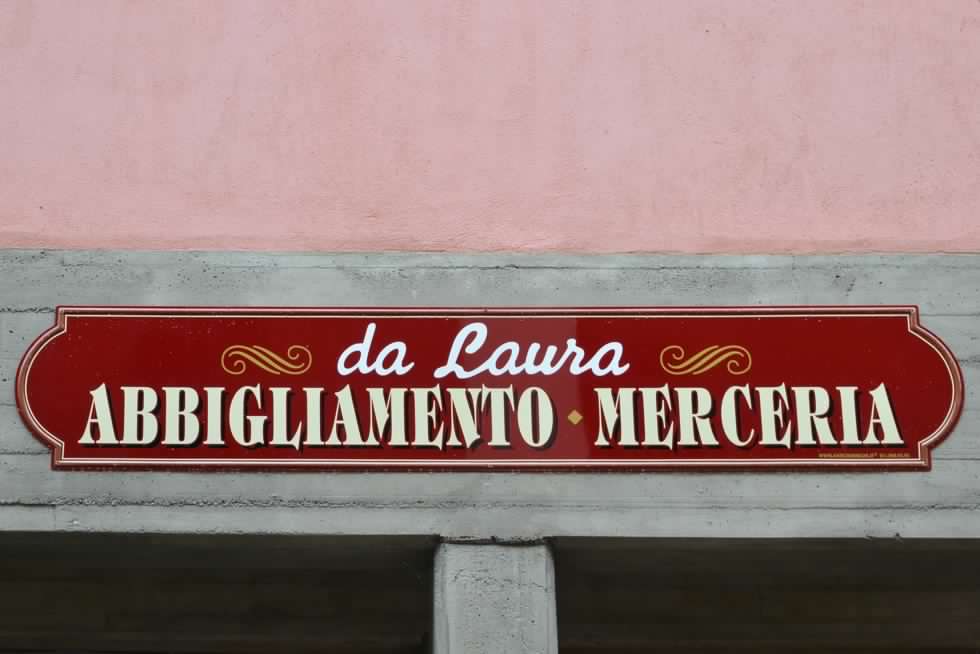 da Laura
ABBIGLIAMENTO · MERCERIA